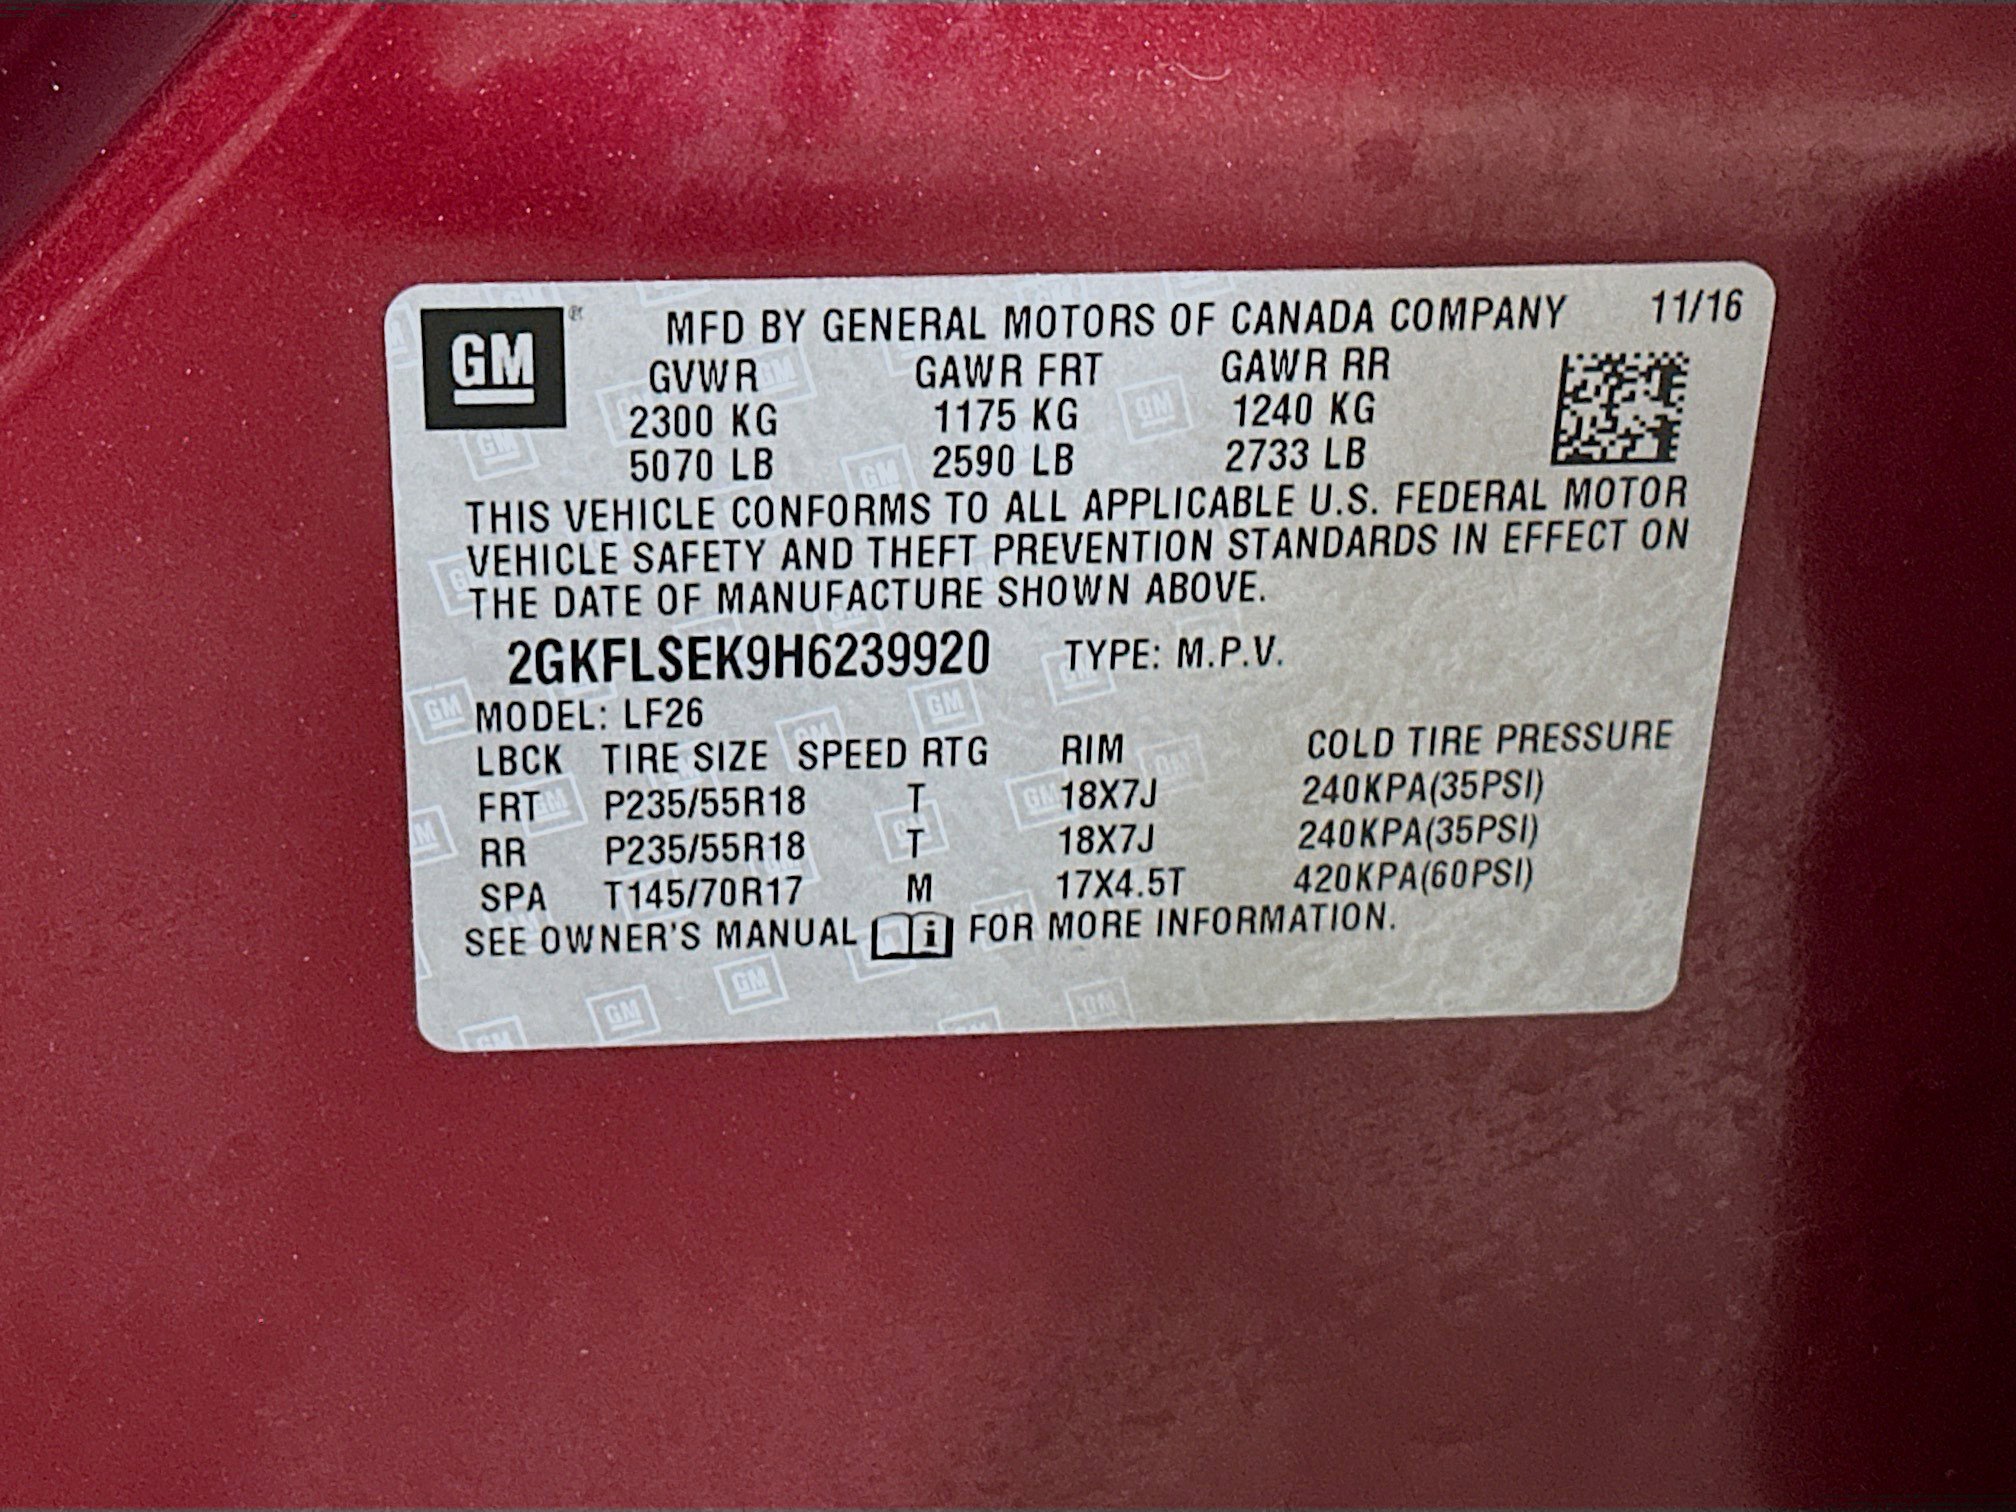 GM ® MFD BY GENERAL MOTORS OF CANADA COMPANY 11/16
GVWR GAWR FRT GAWR RR
2300 KG 1175 KG 1240 KG
5070 LB 2590 LB 2733 LB
THIS VEHICLE CONFORMS TO ALL APPLICABLE U.S. FEDERAL MOTOR
VEHICLE SAFETY AND THEFT PREVENTION STANDARDS IN EFFECT ON
THE DATE OF MANUFACTURE SHOWN ABOVE.
2GKFLSEK9H6239920 TYPE: M.P.V.
MODEL: LF26
LBCK TIRE SIZE SPEED RTG RIM COLD TIRE PRESSURE
FRT P235/55R18 T 18X7J 240KPA(35PSI)
RR P235/55R18 T 18X7J 240KPA(35PSI)
SPA T145/70R17 M 17X4.5T 420KPA(60PSI)
SEE OWNER'S MANUAL i FOR MORE INFORMATION.